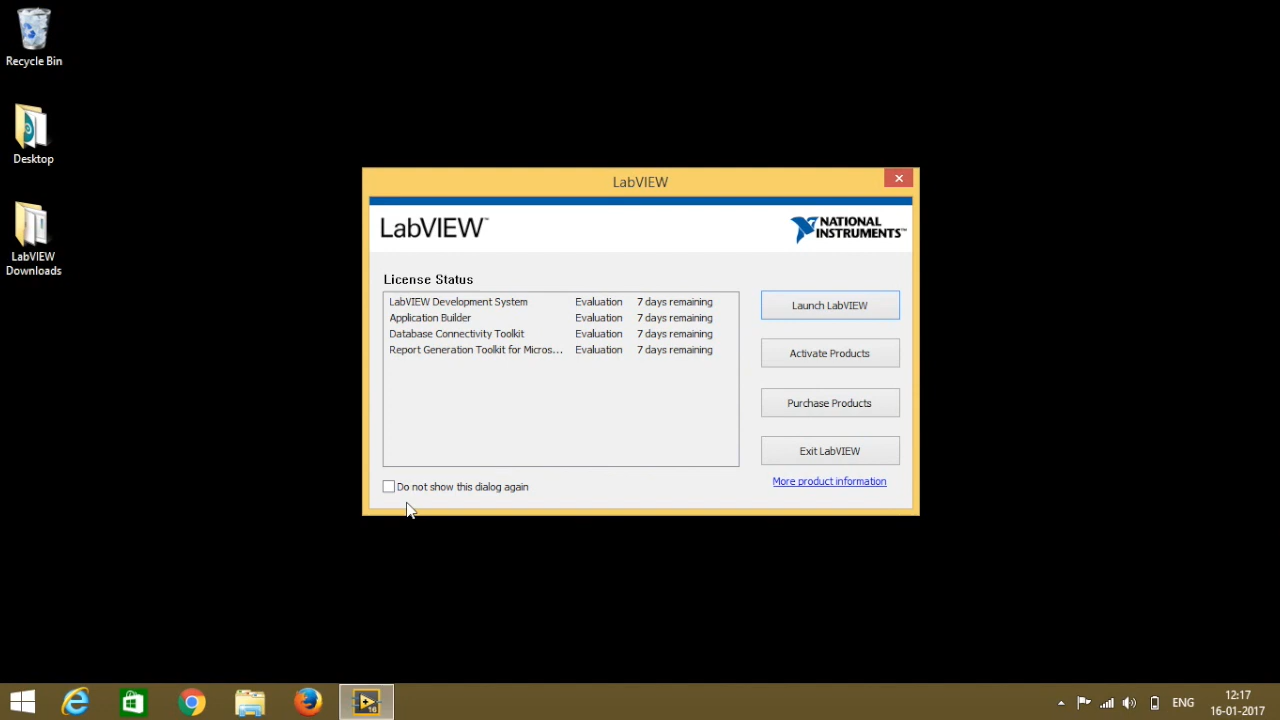 Recycle Bin
Desktop
LabVIEW
Downloads
LabVIEW
LabVIEW™
NATIONAL
INSTRUMENTS™
License Status
LabVIEW Development System Evaluation 7 days remaining
Application Builder Evaluation 7 days remaining
Database Connectivity Toolkit Evaluation 7 days remaining
Report Generation Toolkit for Micros... Evaluation 7 days remaining
Launch LabVIEW
Activate Products
Purchase Products
Exit LabVIEW
More product information
Do not show this dialog again
16
ENG
12:17
16-01-2017